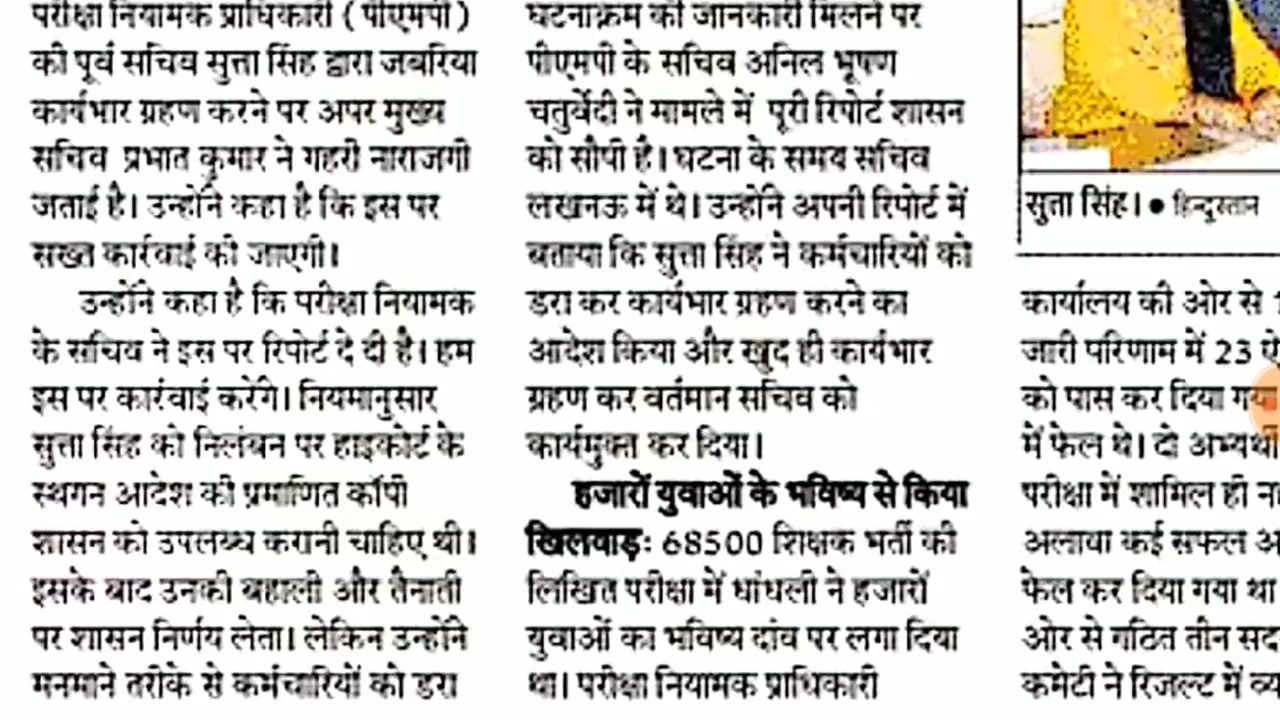 परीक्षा नियामक प्राधिकारी (पीएमपी)
की पूर्व सचिव सुत्ता सिंह द्वारा जबरिया
कार्यभार ग्रहण करने पर अपर मुख्य
सचिव प्रभात कुमार ने गहरी नाराजगी
जताई है। उन्होंने कहा है कि इस पर
सख्त कार्रवाई की जाएगी।
उन्होंने कहा है कि परीक्षा नियामक
के सचिव ने इस पर रिपोर्ट दे दी है। हम
इस पर कार्रवाई करेंगे। नियमानुसार
सुत्ता सिंह को निलंबन पर हाइकोर्ट के
स्थगन आदेश की प्रमाणित कॉपी
शासन को उपलब्ध करानी चाहिए थी।
इसके बाद उनकी बहाली और तैनाती
पर शासन निर्णय लेता। लेकिन उन्होंने
मनमाने तरीके से कर्मचारियों को डरा
घटनाक्रम की जानकारी मिलने पर
पीएमपी के सचिव अनिल भूषण
चतुर्वेदी ने मामले में पूरी रिपोर्ट शासन
को सौपी है। घटना के समय सचिव
लखनऊ में थे। उन्होंने अपनी रिपोर्ट में
बताया कि सुत्ता सिंह ने कर्मचारियों को
डरा कर कार्यभार ग्रहण करने का
आदेश किया और खुद ही कार्यभार
ग्रहण कर वर्तमान सचिव को
कार्यमुक्त कर दिया।
हजारों युवाओं के भविष्य से किया
खिलवाड़: 68500 शिक्षक भर्ती की
लिखित परीक्षा में धांधली ने हजारों
युवाओं का भविष्य दांव पर लगा दिया
था। परीक्षा नियामक प्राधिकारी
सुत्ता सिंह। ● हिन्दुस्तान
कार्यालय की ओर से
जारी परिणाम में 23
को पास कर दिया गया
में फेल थे। दो अभ्यर्थी
परीक्षा में शामिल ही
अलावा कई सफल
फेल कर दिया गया था
ओर से गठित तीन
कमेटी ने रिजल्ट में